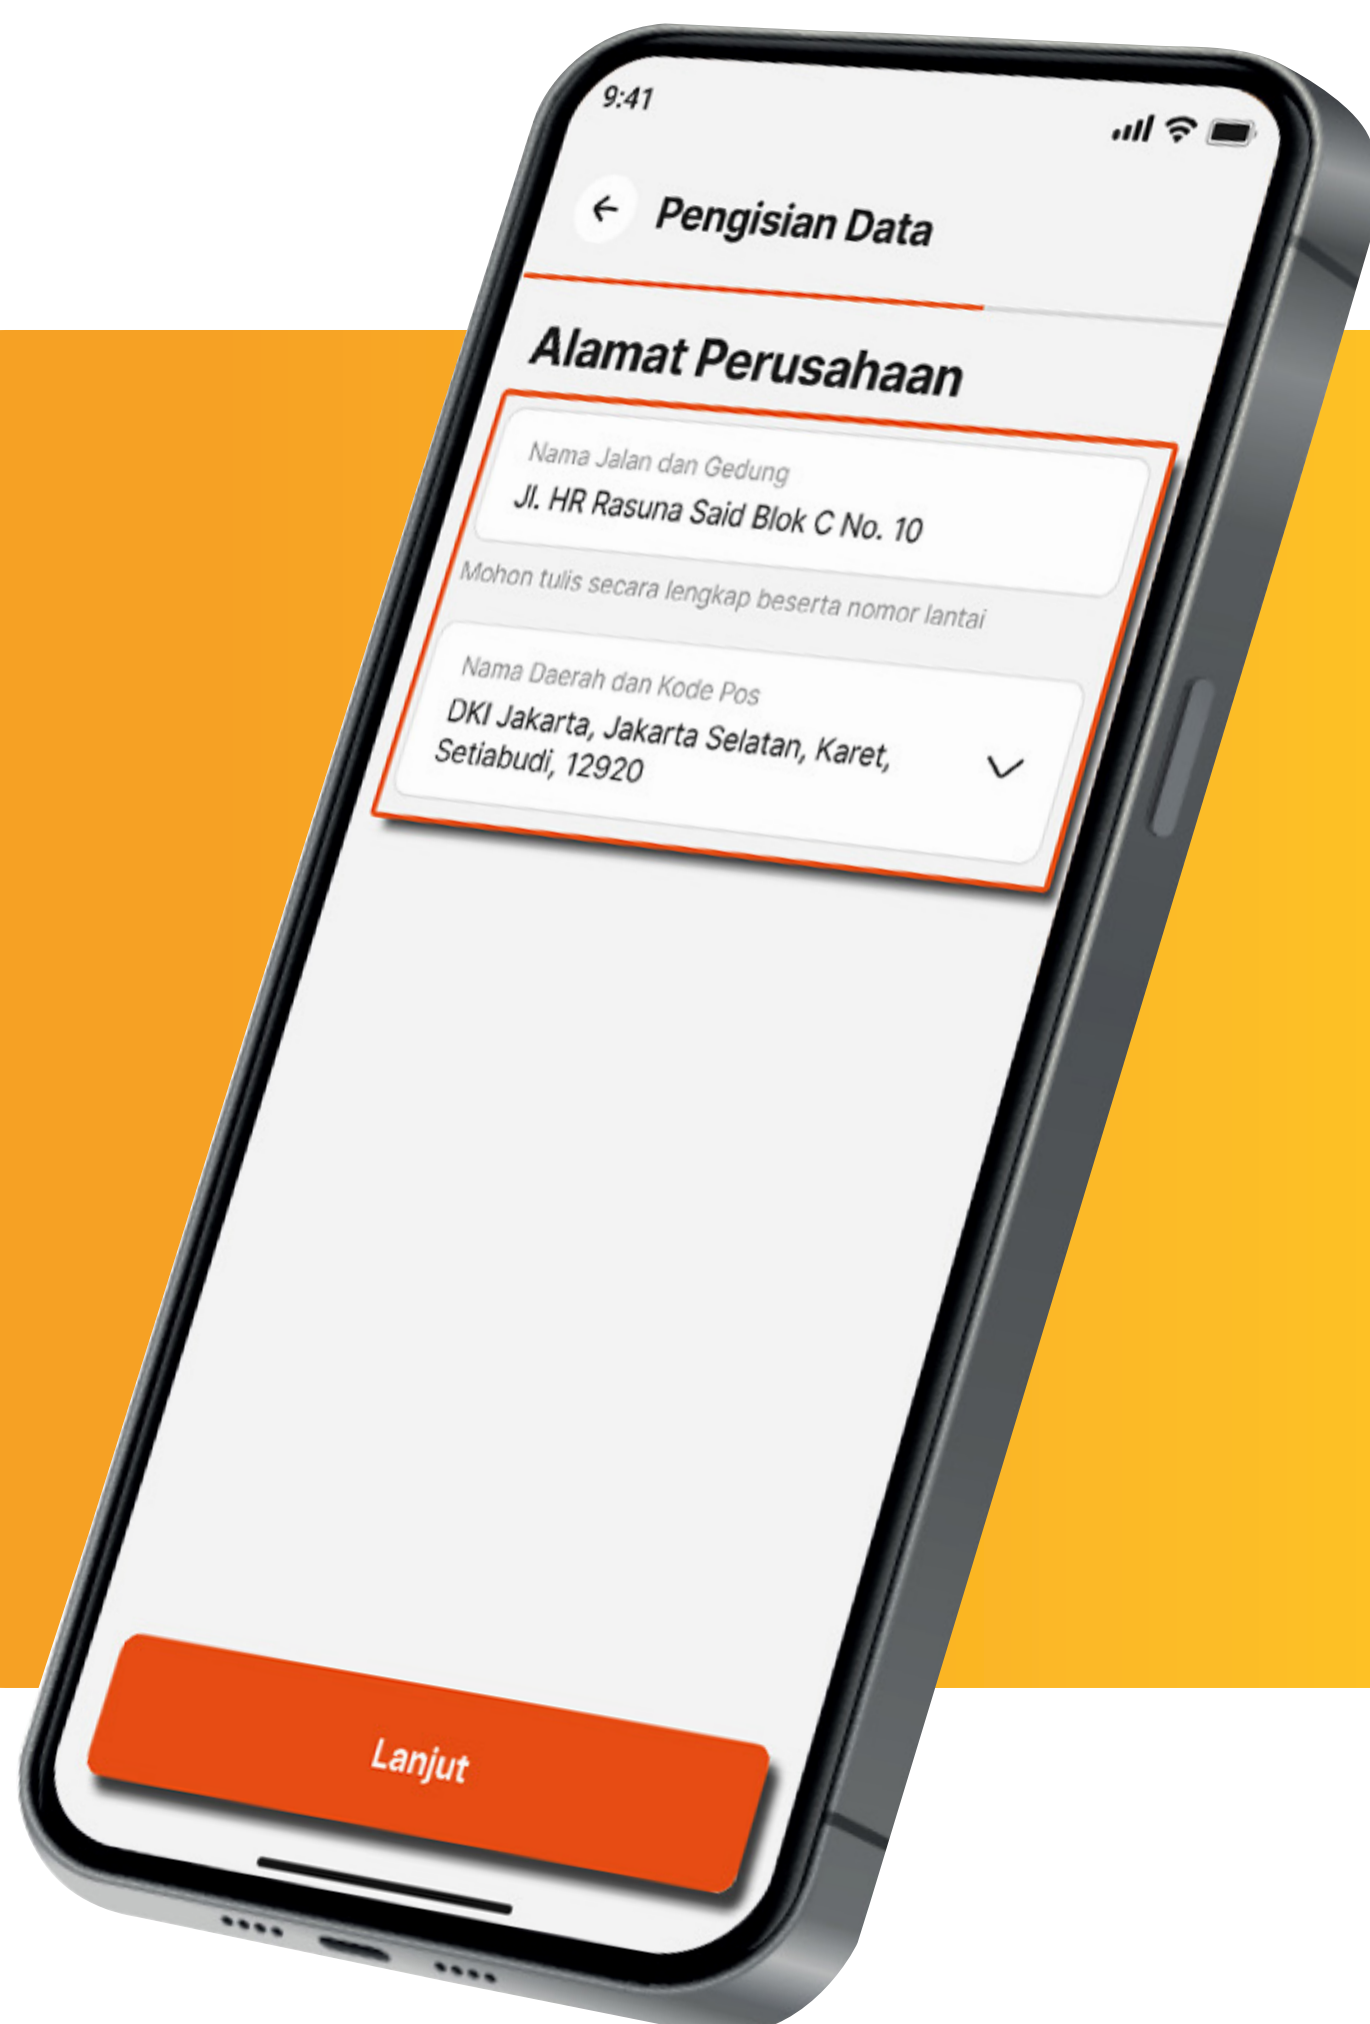 9:41
Pengisian Data
Alamat Perusahaan
Nama Jalan dan Gedung
Jl. HR Rasuna Said Blok C No. 10
Mohon tulis secara lengkap beserta nomor lantai
Nama Daerah dan Kode Pos
DKI Jakarta, Jakarta Selatan, Karet,
Setiabudi, 12920
Lanjut